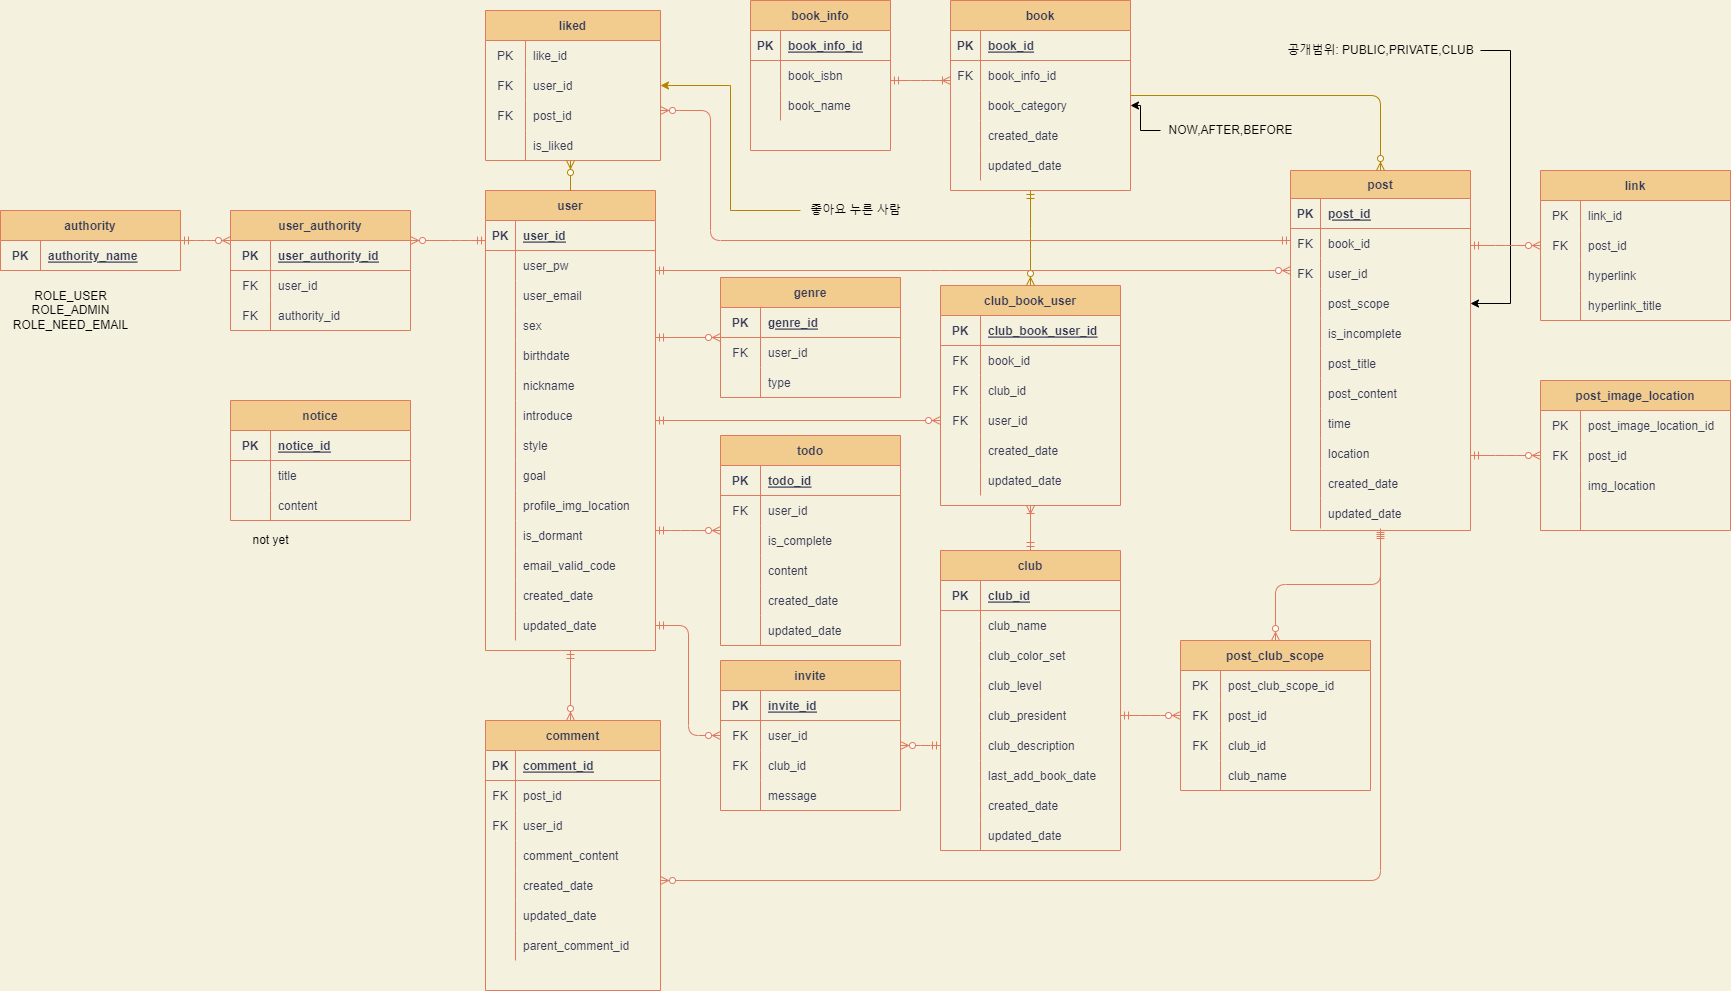 liked
PK like_id
FK user_id
FK post_id
is_liked
book_info
PK book_info_id
book_isbn
book_name
book
PK book_id
FK book_info_id
book_category
created_date
updated_date
공개범위: PUBLIC,PRIVATE,CLUB
NOW,AFTER,BEFORE
좋아요 누른 사람
authority
PK authority_name
ROLE_USER
ROLE_ADMIN
ROLE_NEED_EMAIL
user_authority
PK user_authority_id
FK user_id
FK authority_id
user
PK user_id
user_pw
user_email
sex
birthdate
nickname
introduce
style
goal
profile_img_location
is_dormant
email_valid_code
created_date
updated_date
genre
PK genre_id
FK user_id
type
club_book_user
PK club_book_user_id
FK book_id
FK club_id
FK user_id
created_date
updated_date
post
PK post_id
FK book_id
FK user_id
post_scope
is_incomplete
post_title
post_content
time
location
created_date
updated_date
link
PK link_id
FK post_id
hyperlink
hyperlink_title
notice
PK notice_id
title
content
not yet
todo
PK todo_id
FK user_id
is_complete
content
created_date
updated_date
post_image_location
PK post_image_location_id
FK post_id
img_location
club
PK club_id
club_name
club_color_set
club_level
club_president
club_description
last_add_book_date
created_date
updated_date
invite
PK invite_id
FK user_id
FK club_id
message
post_club_scope
PK post_club_scope_id
FK post_id
FK club_id
club_name
comment
PK comment_id
FK post_id
FK user_id
comment_content
created_date
updated_date
parent_comment_id